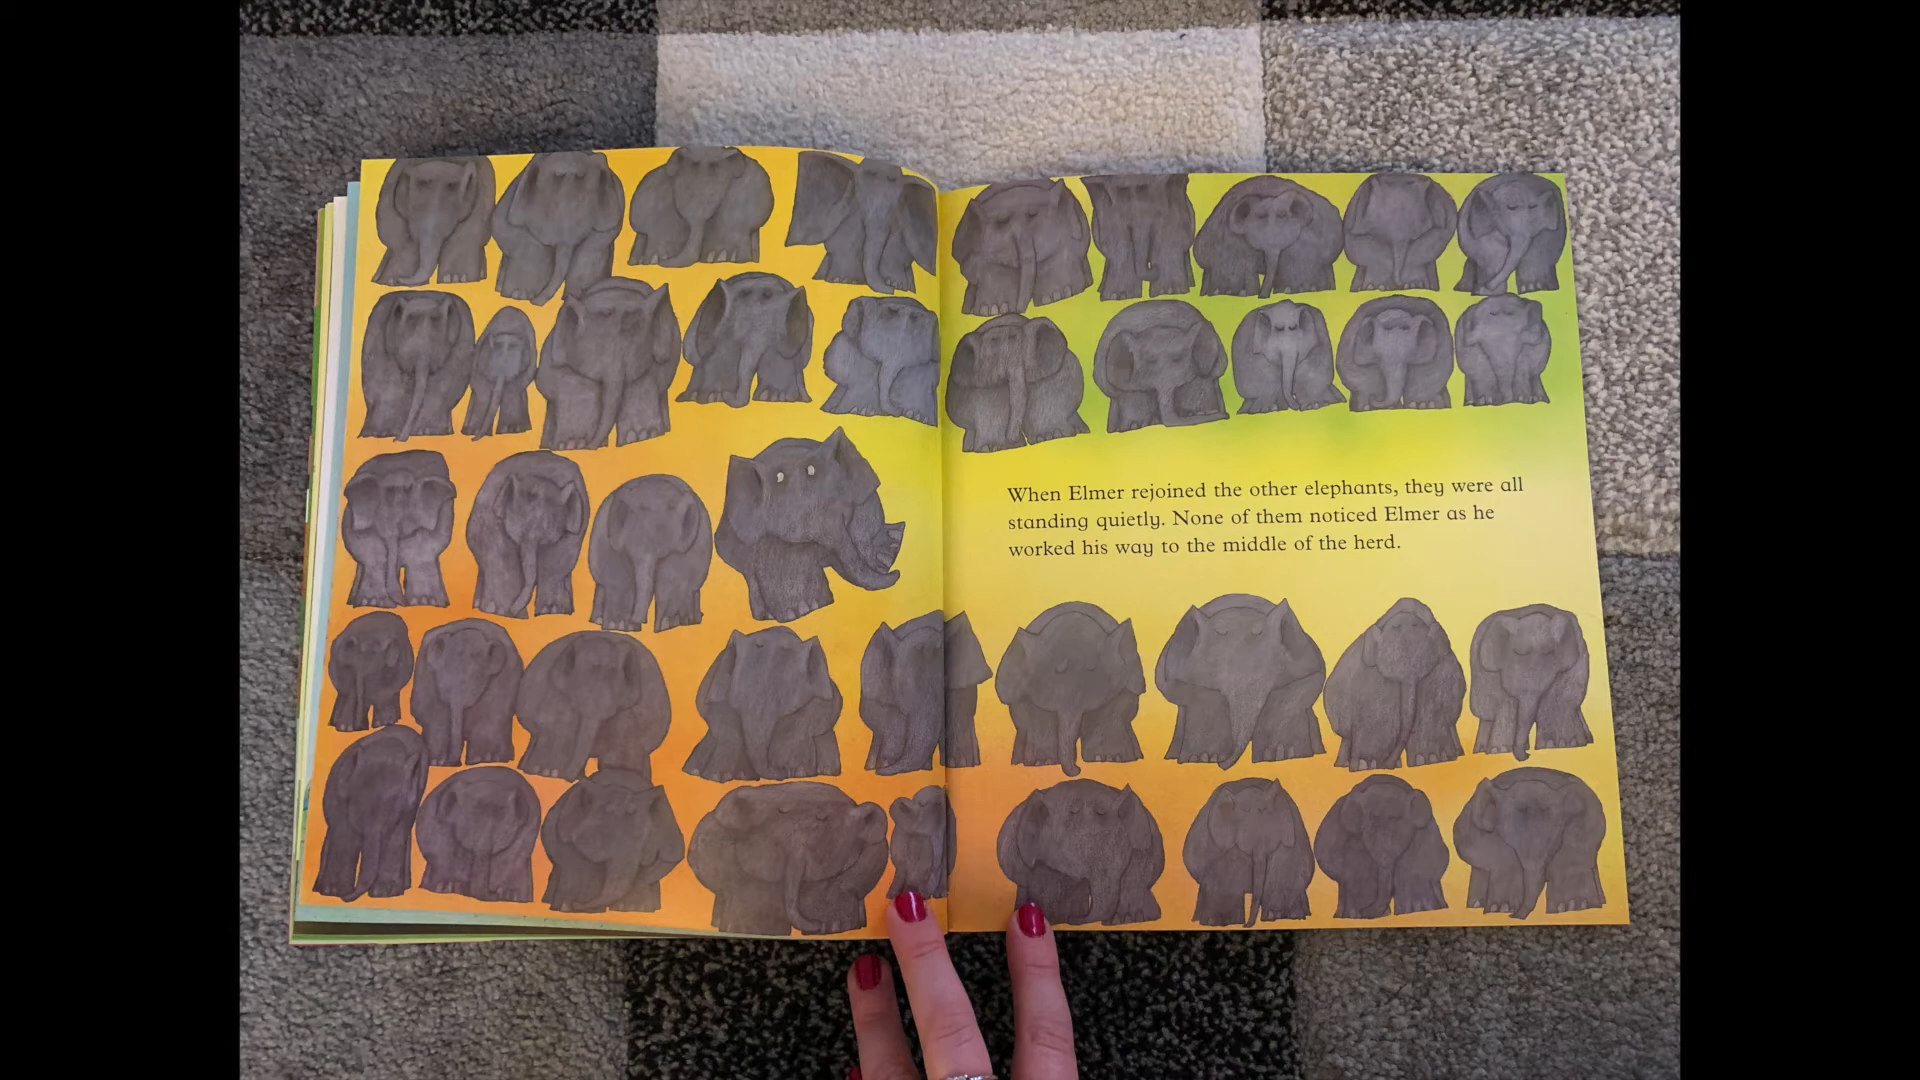 When Elmer rejoined the other elephants, they were all
standing quietly. None of them noticed Elmer as he
worked his way to the middle of the herd.